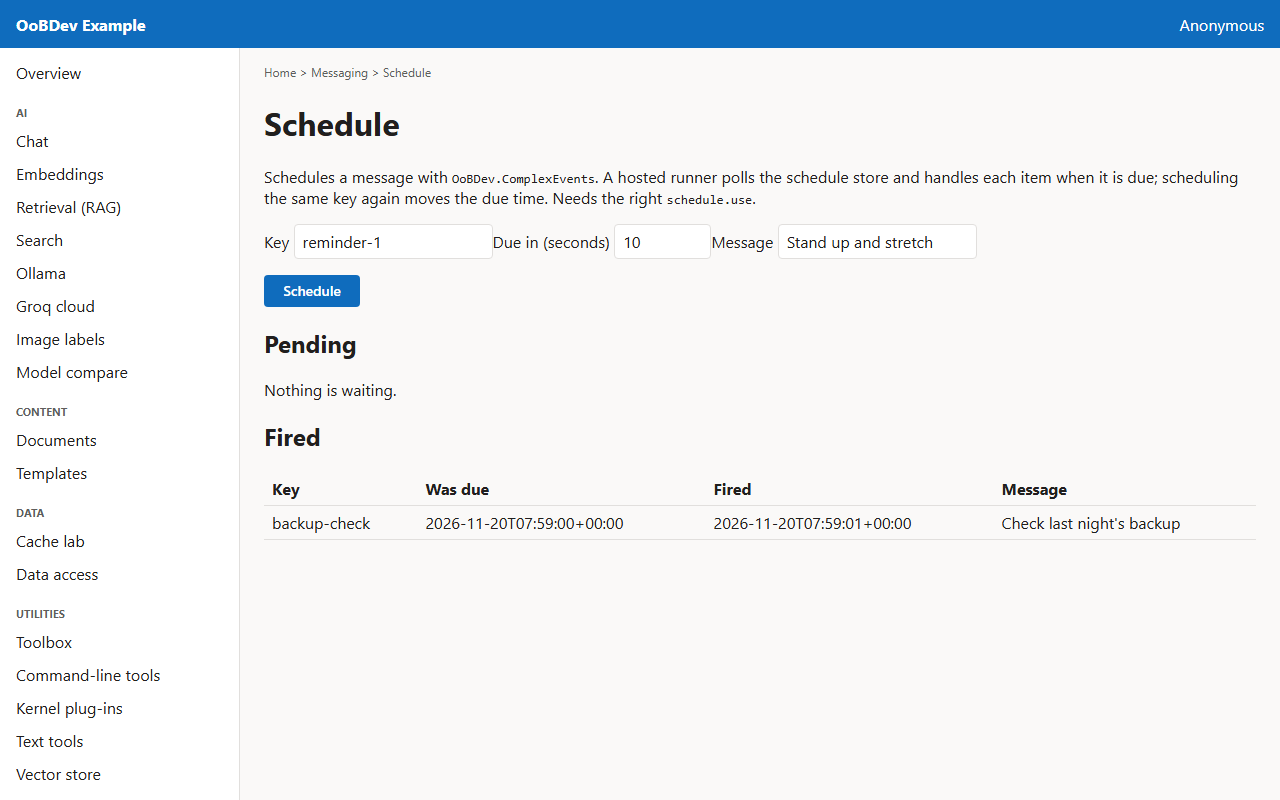 OoBDev Example
Anonymous
Overview
AI
Chat
Embeddings
Retrieval (RAG)
Search
Ollama
Groq cloud
Image labels
Model compare
CONTENT
Documents
Templates
DATA
Cache lab
Data access
UTILITIES
Toolbox
Command-line tools
Kernel plug-ins
Text tools
Vector store
Home > Messaging > Schedule
Schedule
Schedules a message with OoBDev.ComplexEvents. A hosted runner polls the schedule store and handles each item when it is due; scheduling
the same key again moves the due time. Needs the right schedule.use.
Key reminder-1 Due in (seconds) 10 Message Stand up and stretch
Schedule
Pending
Nothing is waiting.
Fired
Key Was due Fired Message
backup-check 2026-11-20T07:59:00+00:00 2026-11-20T07:59:01+00:00 Check last night's backup